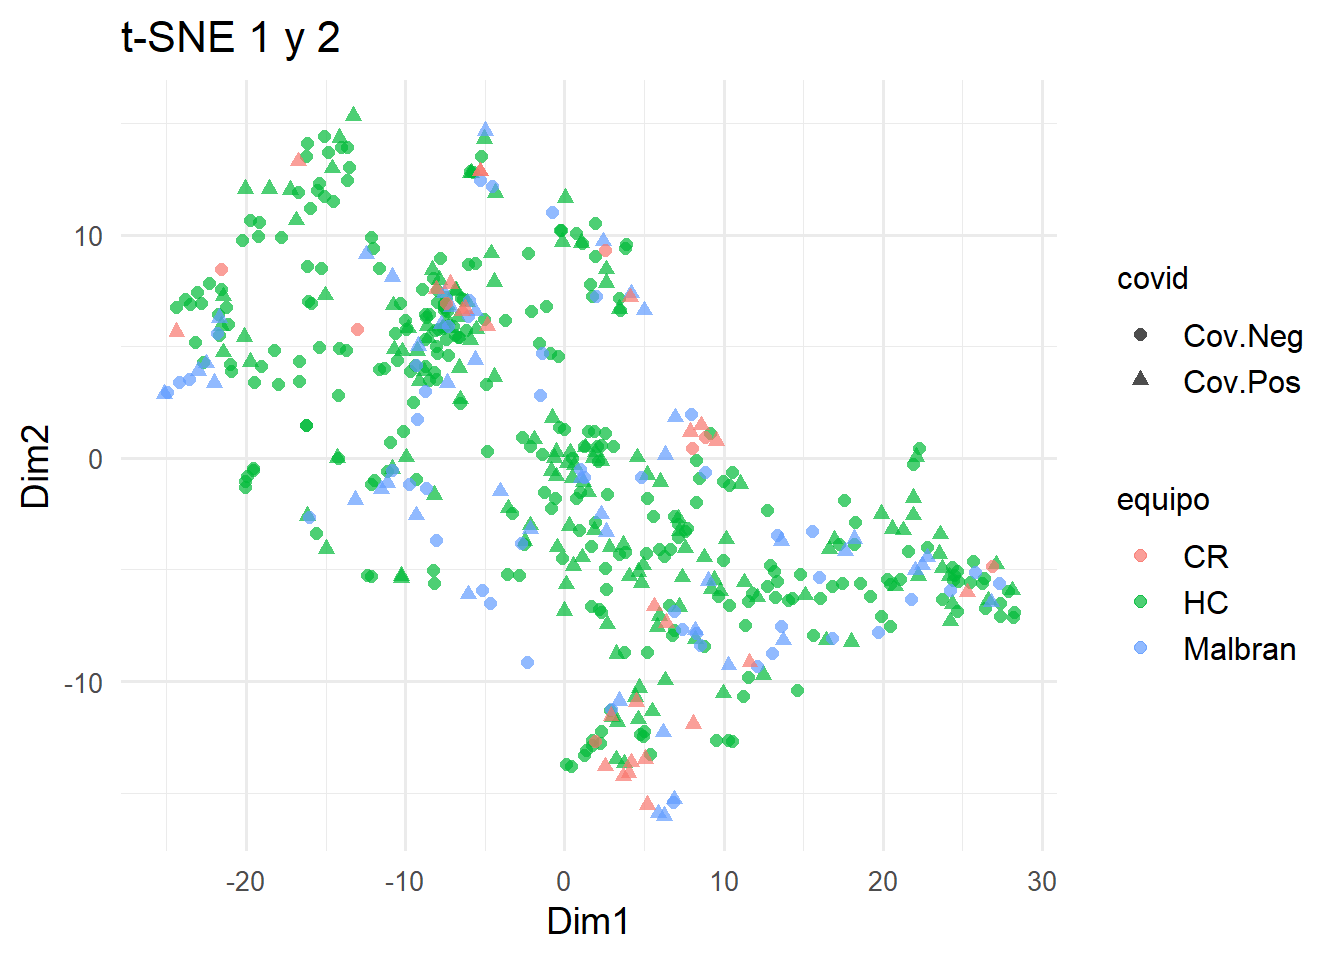 t-SNE 1 y 2
Dim2
10
0
-10
-20
-10
0
10
20
30
Dim1
covid
Cov.Neg
Cov.Pos
equipo
CR
HC
Malbran